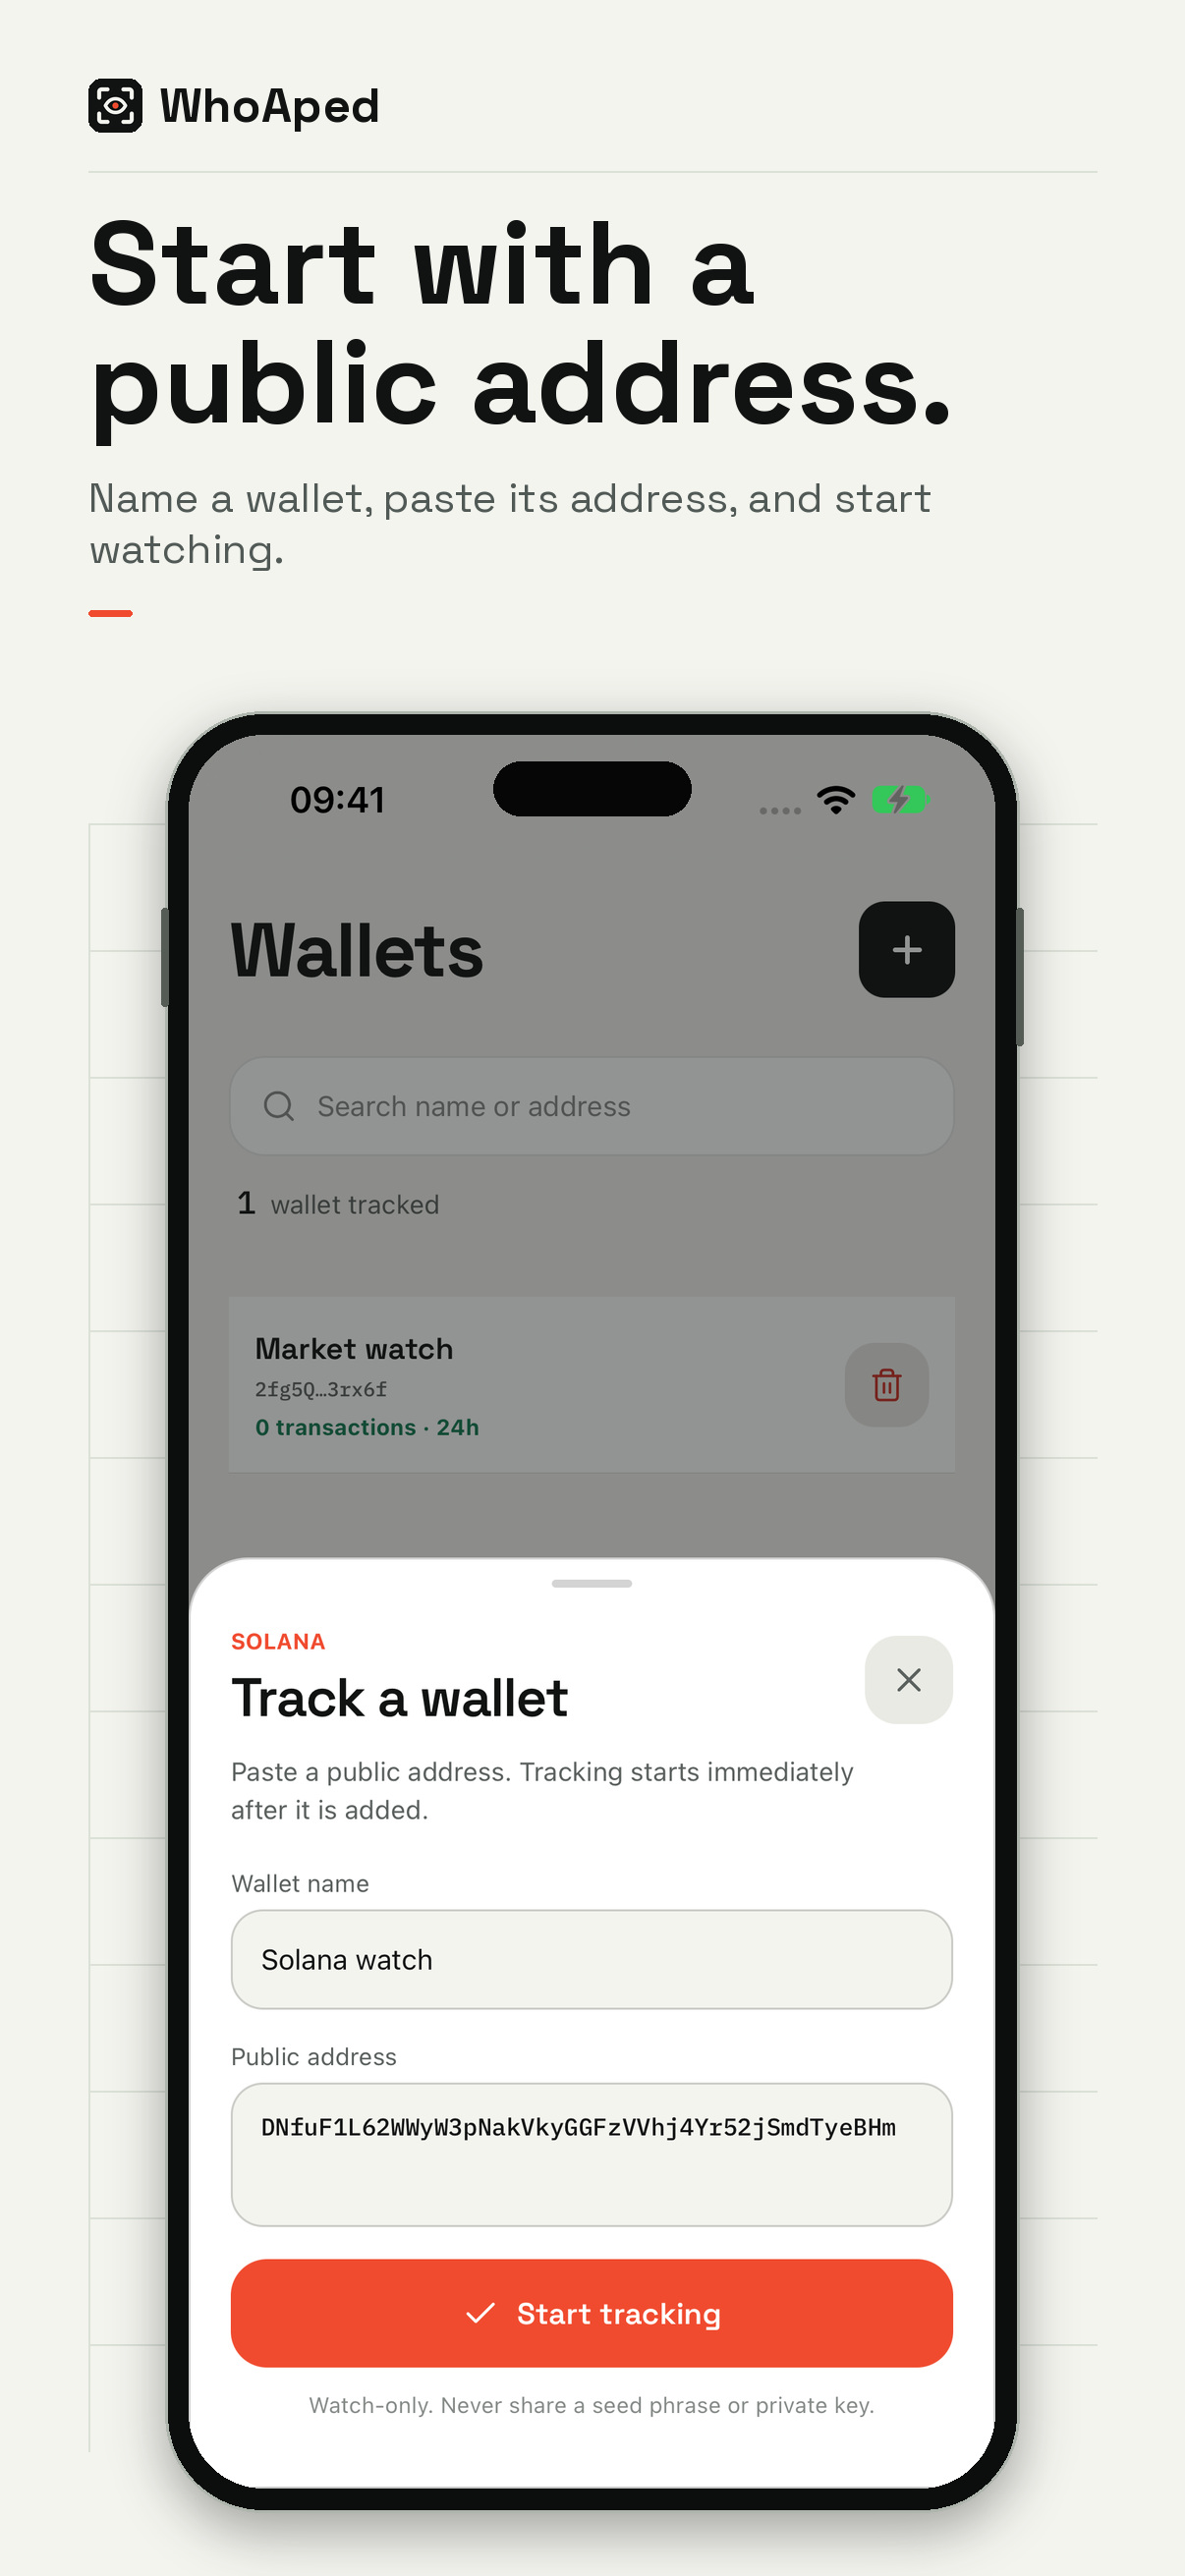 WhoAped
Start with a
public address.
Name a wallet, paste its address, and start
watching.
09:41
Wallets
Search name or address
1 wallet tracked
Market watch
2fg5Q…3rx6f
0 transactions · 24h
SOLANA
Track a wallet
Paste a public address. Tracking starts immediately
after it is added.
Wallet name
Solana watch
Public address
DNfuF1L62WWyW3pNakVkyGGFzVVhj4Yr52jSmdTyeBHm
Start tracking
Watch-only. Never share a seed phrase or private key.